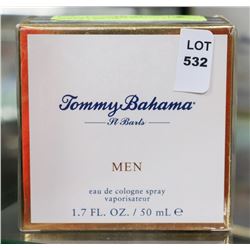 LOT
532
Tommy Bahama
St Barts
MEN
eau de cologne spray
vaporisateur
1.7 FL. OZ. / 50 mL ℮